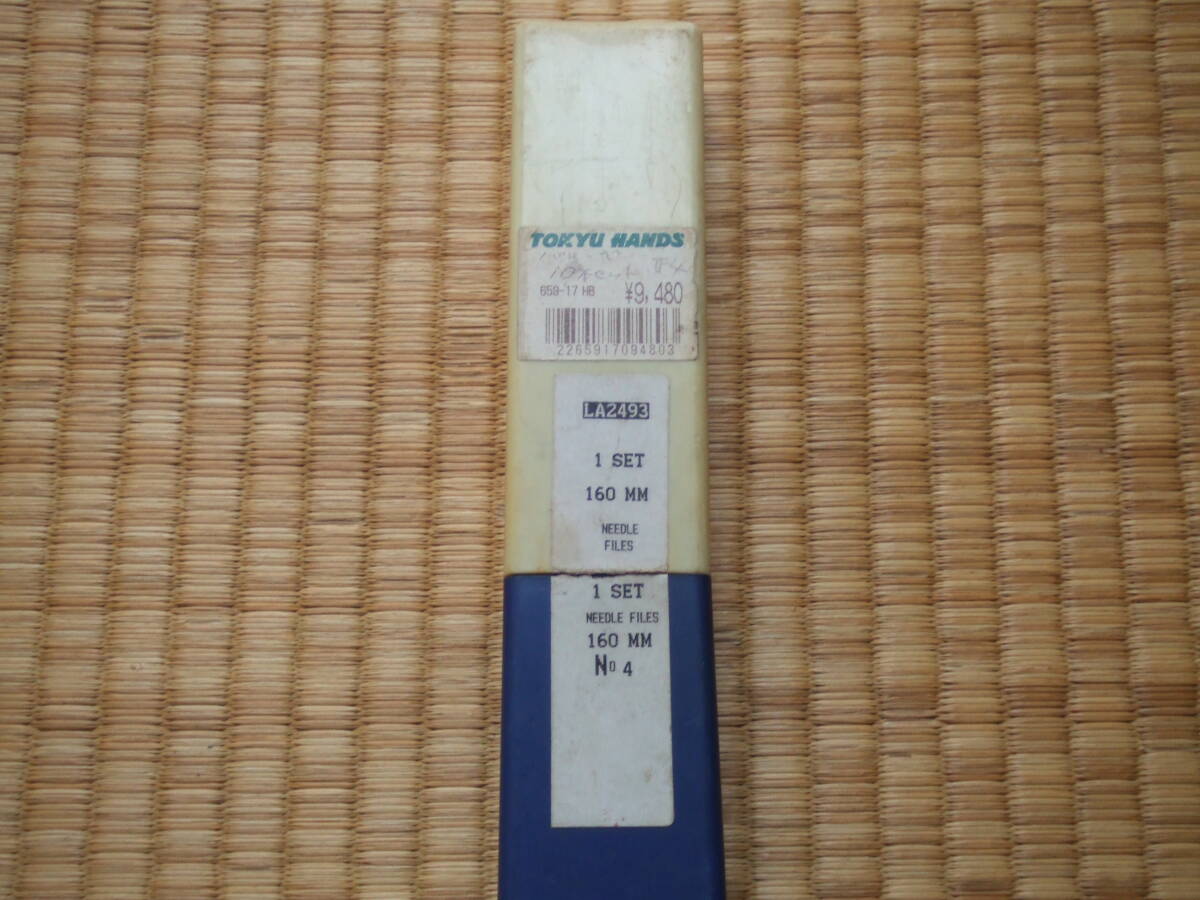 TOKYU HANDS
659-17 HB ¥9,480
2265917094803
LA2493
1 SET
160 MM
NEEDLE
FILES
1 SET
NEEDLE FILES
160 MM
No 4